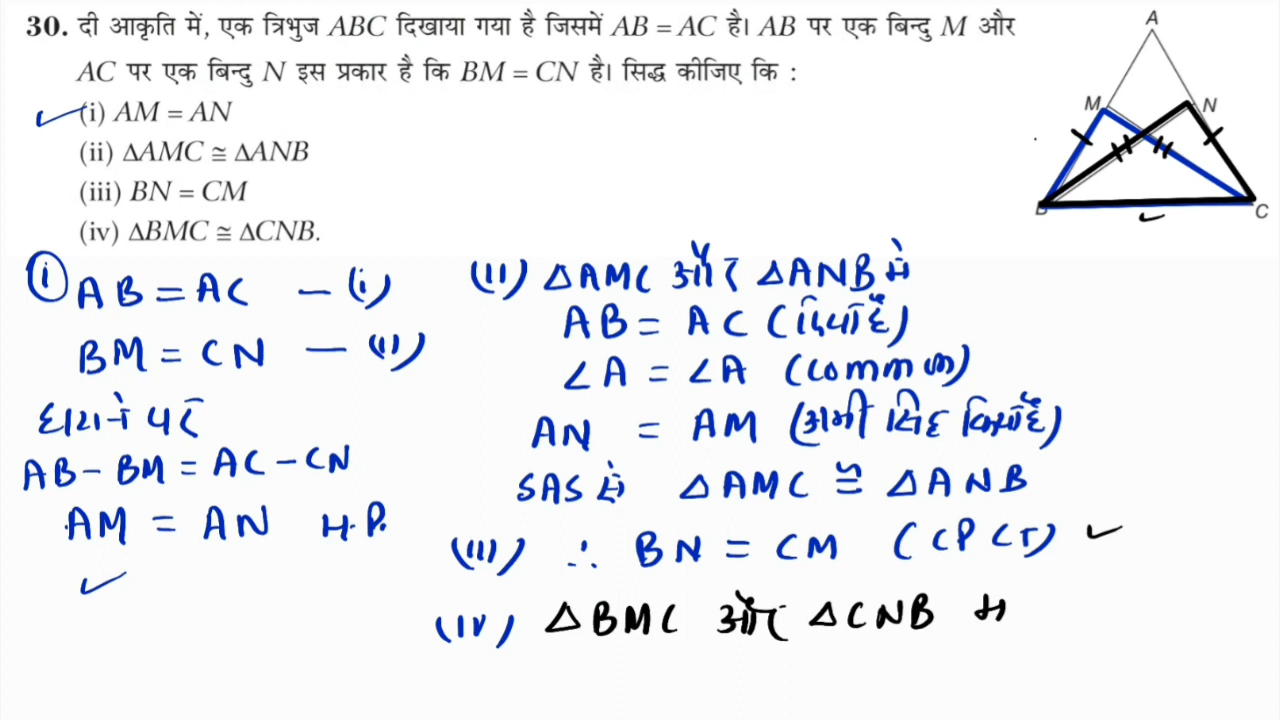 30. दी आकृति में, एक त्रिभुज ABC दिखाया गया है जिसमें AB = AC है। AB पर एक बिन्दु M और
AC पर एक बिन्दु N इस प्रकार है कि BM = CN है। सिद्ध कीजिए कि :
(i) AM = AN
(ii) ΔAMC ≅ ΔANB
(iii) BN = CM
(iv) ΔBMC ≅ ΔCNB.
A
M
N
B
C
(i) AB = AC – (i)
BM = CN – (ii)
घटाने पर
AB – BM = AC – CN
AM = AN H.P.
(ii) ΔAMC और ΔANB में
AB = AC (दिया है)
∠A = ∠A (common)
AN = AM (अभी सिद्ध किया है)
SAS से ΔAMC ≅ ΔANB
(iii) ∴ BN = CM (CPCT)
(iv) ΔBMC और ΔCNB म